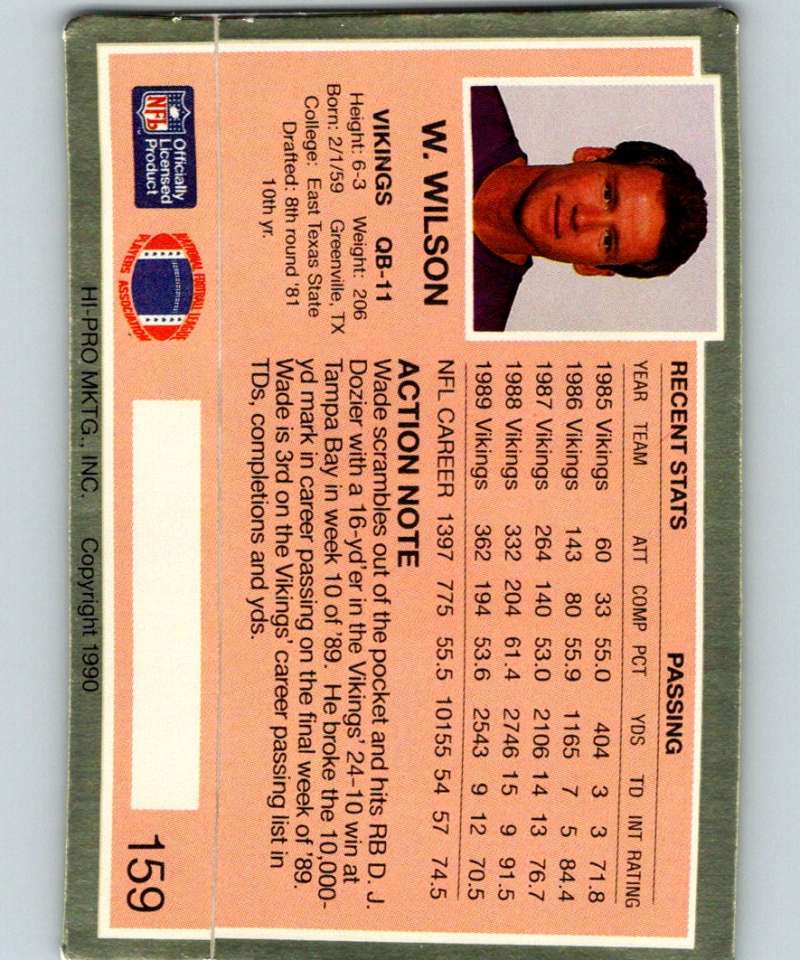 W. WILSON
VIKINGS QB-11
Height: 6-3 Weight: 206
Born: 2/1/59 Greenville, TX
College: East Texas State
Drafted: 8th round '81
10th yr.
RECENT STATS PASSING
YEAR TEAM ATT COMP PCT YDS TD INT RATING
1985 Vikings 60 33 55.0 404 3 3 71.8
1986 Vikings 143 80 55.9 1165 7 5 84.4
1987 Vikings 264 140 53.0 2106 14 13 76.7
1988 Vikings 332 204 61.4 2746 15 9 91.5
1989 Vikings 362 194 53.6 2543 9 12 70.5
NFL CAREER 1397 775 55.5 10155 54 57 74.5
ACTION NOTE
Wade scrambles out of the pocket and hits RB D. J.
Dozier with a 16-yd'er in the Vikings' 24-10 win at
Tampa Bay in week 10 of '89. He broke the 10,000-
yd mark in career passing on the final week of '89.
Wade is 3rd on the Vikings' career passing list in
TDs, completions and yds.
NFL
Officially
Licensed
Product
NATIONAL FOOTBALL LEAGUE
PLAYERS ASSOCIATION
159
HI-PRO MKTG., INC. Copyright 1990